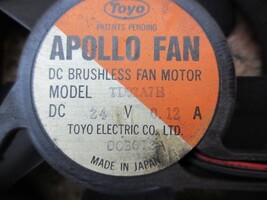 Toyo
PATENTS PENDING
APOLLO FAN
DC BRUSHLESS FAN MOTOR
MODEL
DC 24 V 0.12 A
TOYO ELECTRIC CO., LTD.
MADE IN JAPAN